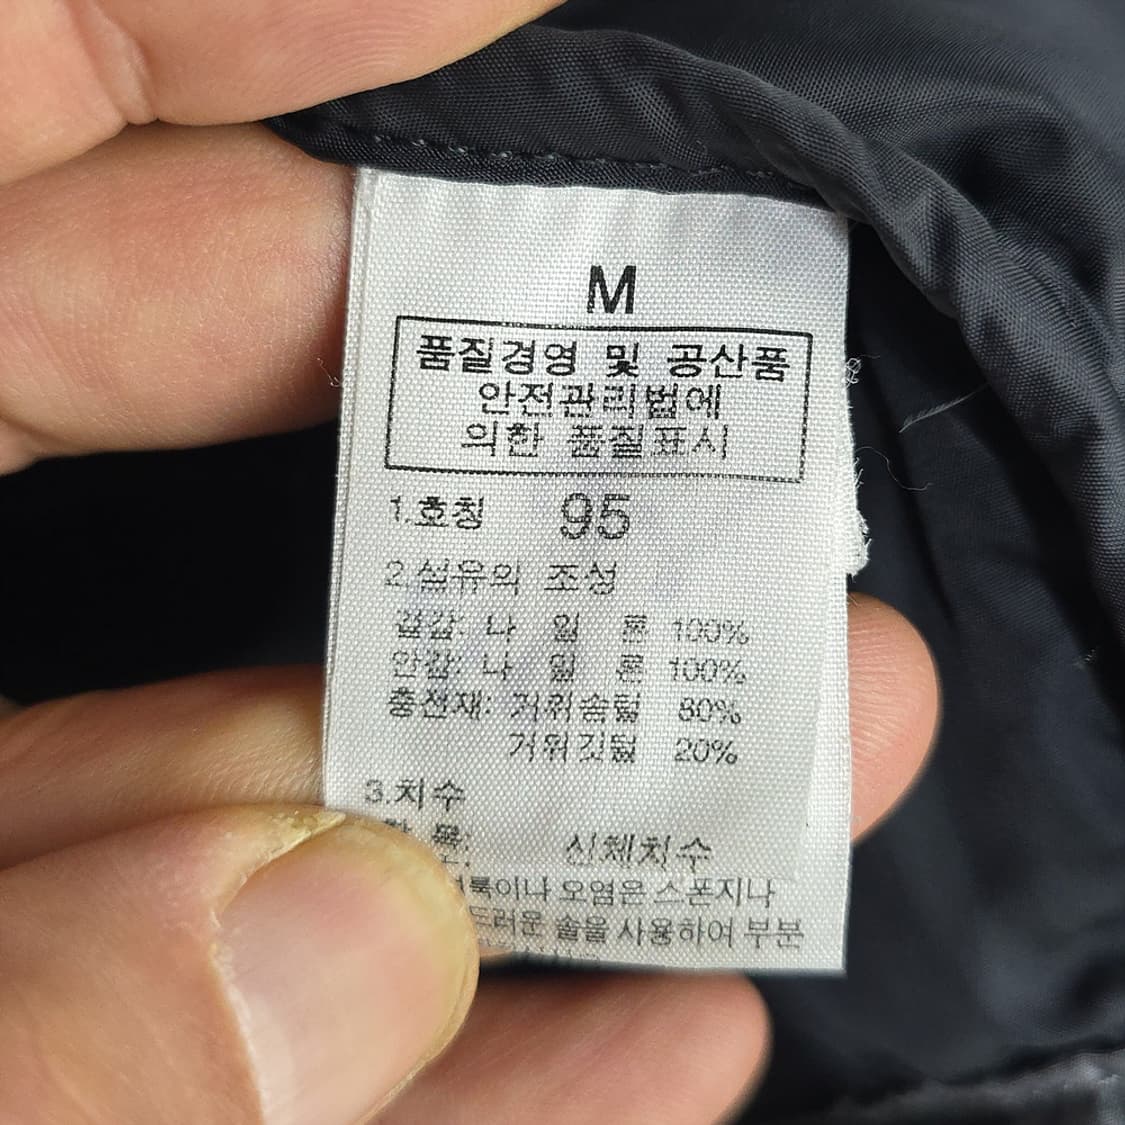 M
품질경영 및 공산품
안전관리법에
의한 품질표시
1.호칭 95
2.섬유의 조성
겉감: 나 일 론 100%
안감: 나 일 론 100%
충전재: 거위솜털 80%
거위깃털 20%
3.치수
목: 신체치수
룩이나 오염은 스폰지나
드러운 솔을 사용하여 부분